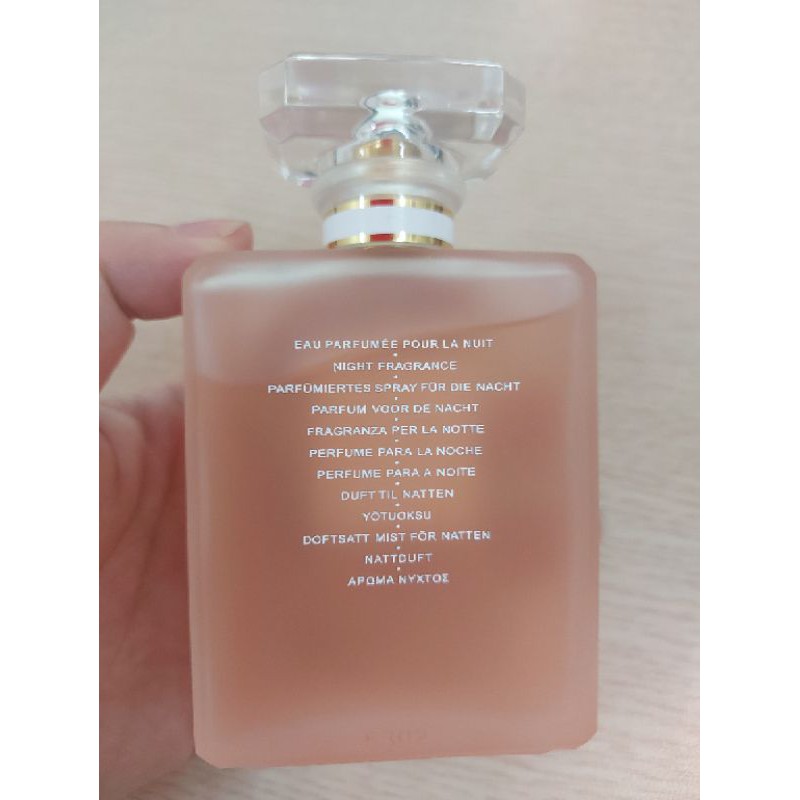 EAU PARFUMÉE POUR LA NUIT
NIGHT FRAGRANCE
PARFÜMIERTES SPRAY FÜR DIE NACHT
PARFUM VOOR DE NACHT
FRAGRANZA PER LA NOTTE
PERFUME PARA LA NOCHE
PERFUME PARA A NOITE
DUFT TIL NATTEN
YÖTUOKSU
DOFTSATT MIST FÖR NATTEN
NATTDUFT
ΑΡΩΜΑ ΝΥΧΤΟΣ